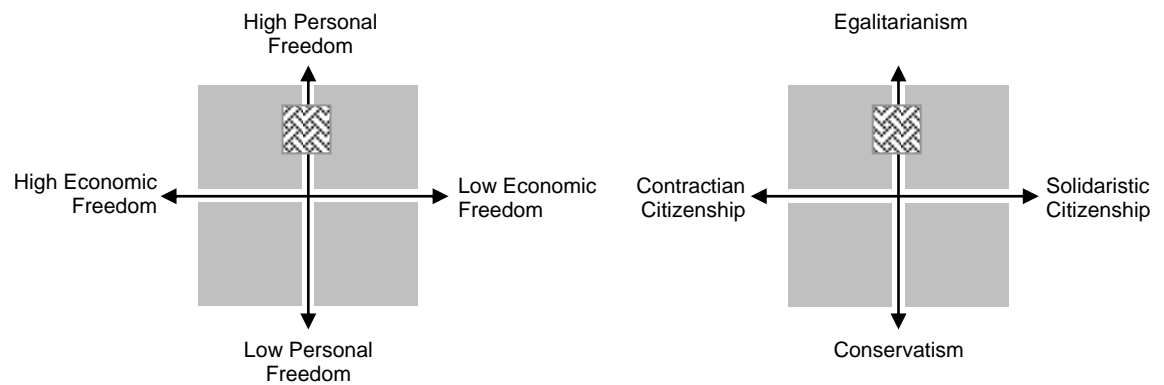 High Personal
Freedom
High Economic
Freedom
Low Economic
Freedom
Low Personal
Freedom
Egalitarianism
Contractian
Citizenship
Solidaristic
Citizenship
Conservatism